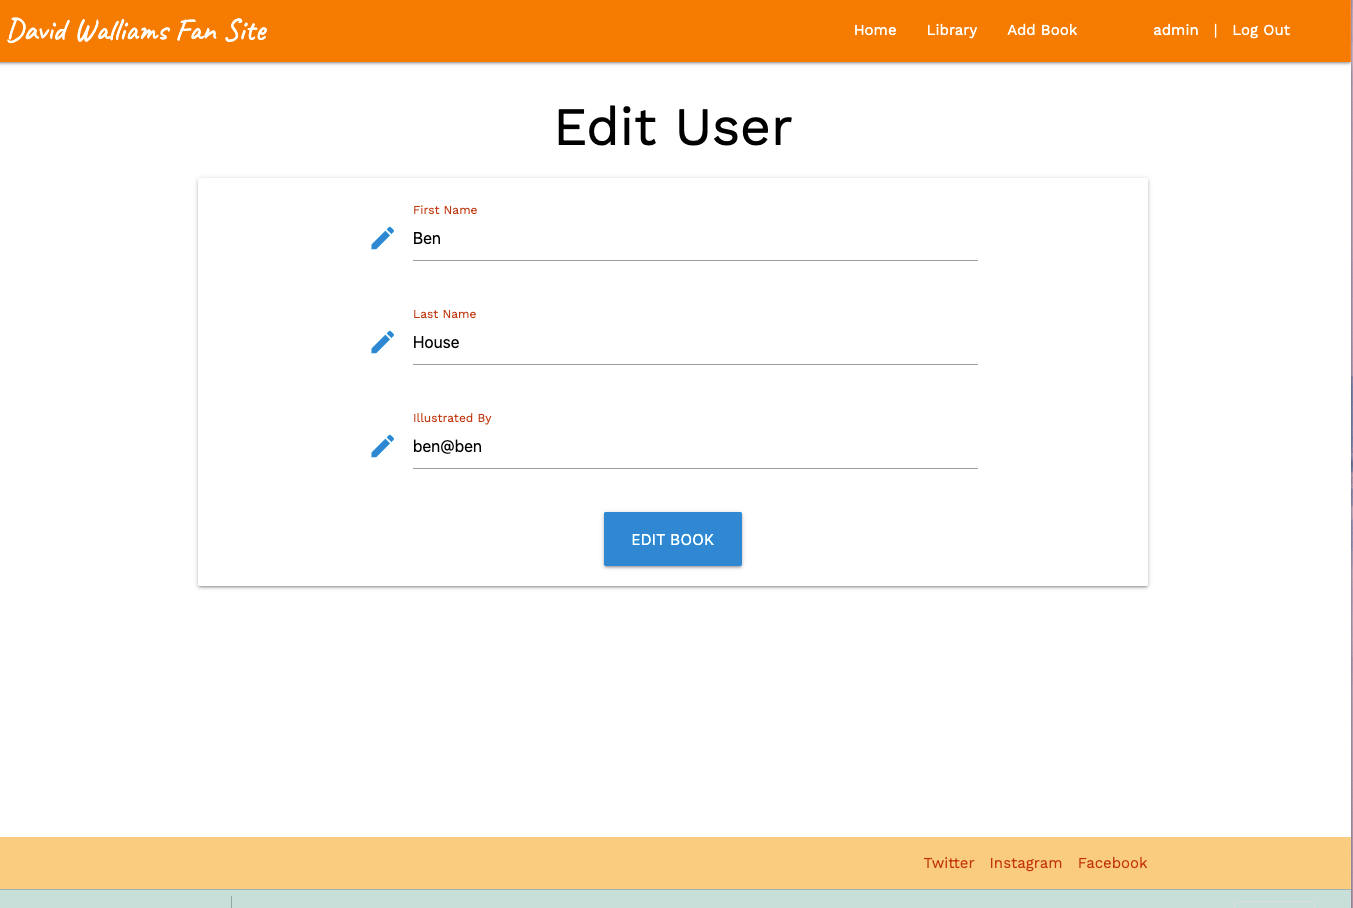 David Walliams Fan Site
Home Library Add Book admin | Log Out
Edit User
First Name
Ben
Last Name
House
Illustrated By
ben@ben
EDIT BOOK
Twitter Instagram Facebook